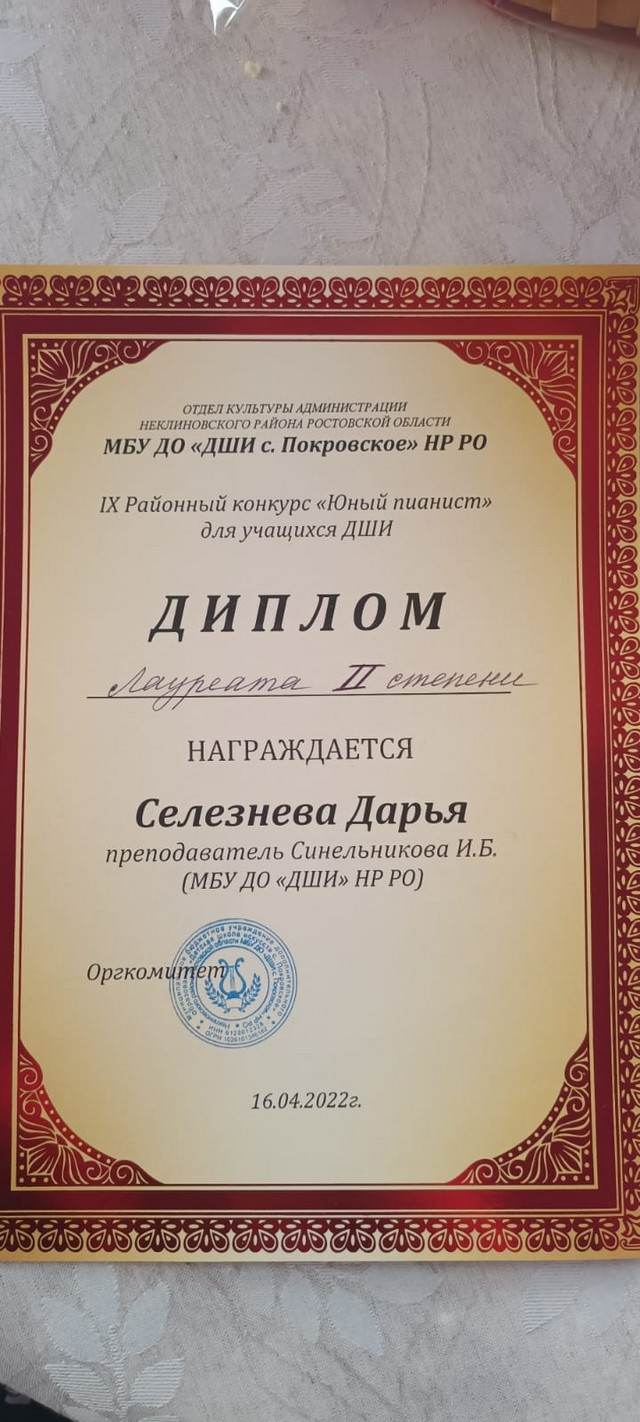 ОТДЕЛ КУЛЬТУРЫ АДМИНИСТРАЦИИ
НЕКЛИНОВСКОГО РАЙОНА РОСТОВСКОЙ ОБЛАСТИ
МБУ ДО «ДШИ с. Покровское» НР РО
IX Районный конкурс «Юный пианист»
для учащихся ДШИ
ДИПЛОМ
Лауреата II степени
НАГРАЖДАЕТСЯ
Селезнева Дарья
преподаватель Синельникова И.Б.
(МБУ ДО «ДШИ» НР РО)
Оргкомитет
16.04.2022г.